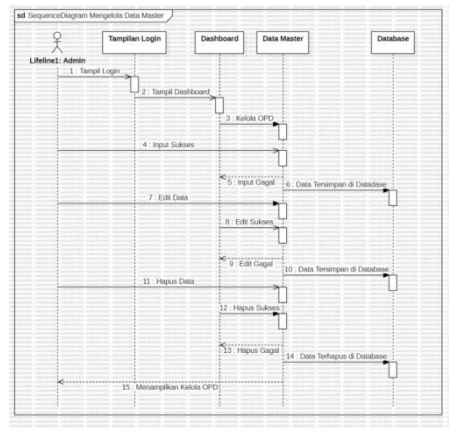 sd SequenceDiagram Mengelola Data Master
Tampilan Login
Dashboard
Data Master
Database
Lifeline1: Admin
1 : Tampil Login
2 : Tampil Dashboard
3 : Kelola OPD
4 : Input Sukses
5 : Input Gagal
6 : Data Tersimpan di Datadase
7 : Edit Data
8 : Edit Sukses
9 : Edit Gagal
10 : Data Tersimpan di Database
11 : Hapus Data
12 : Hapus Sukses
13 : Hapus Gagal
14 : Data Terhapus di Database
15 : Menampilkan Kelola OPD